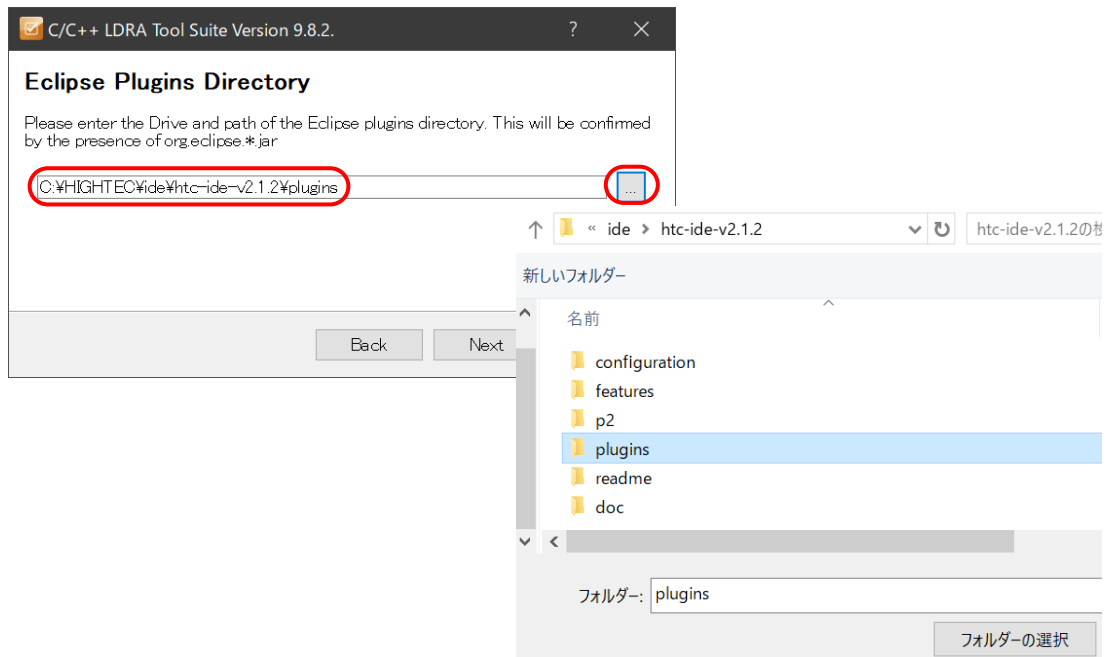 C/C++ LDRA Tool Suite Version 9.8.2.
?
Eclipse Plugins Directory
Please enter the Drive and path of the Eclipse plugins directory. This will be confirmed
by the presence of org.eclipse.*.jar
C:¥HIGHTEC¥ide¥htc-ide-v2.1.2¥plugins
...
Back
Next
« ide > htc-ide-v2.1.2
htc-ide-v2.1.2の検
新しいフォルダー
名前
configuration
features
p2
plugins
readme
doc
フォルダー: plugins
フォルダーの選択